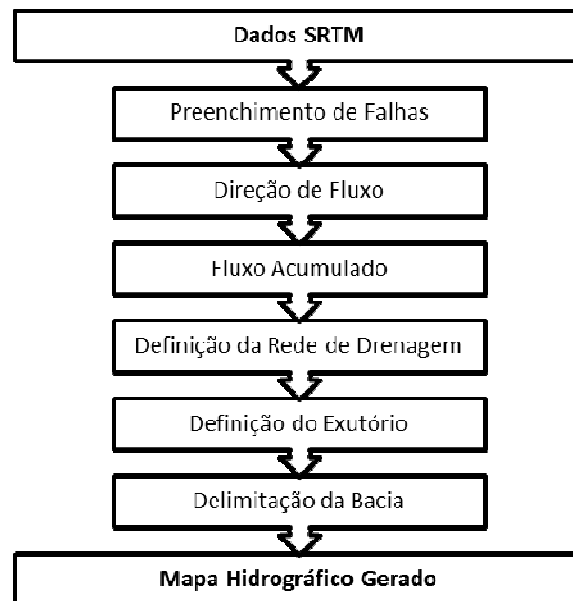 Dados SRTM
Preenchimento de Falhas
Direção de Fluxo
Fluxo Acumulado
Definição da Rede de Drenagem
Definição do Exutório
Delimitação da Bacia
Mapa Hidrográfico Gerado